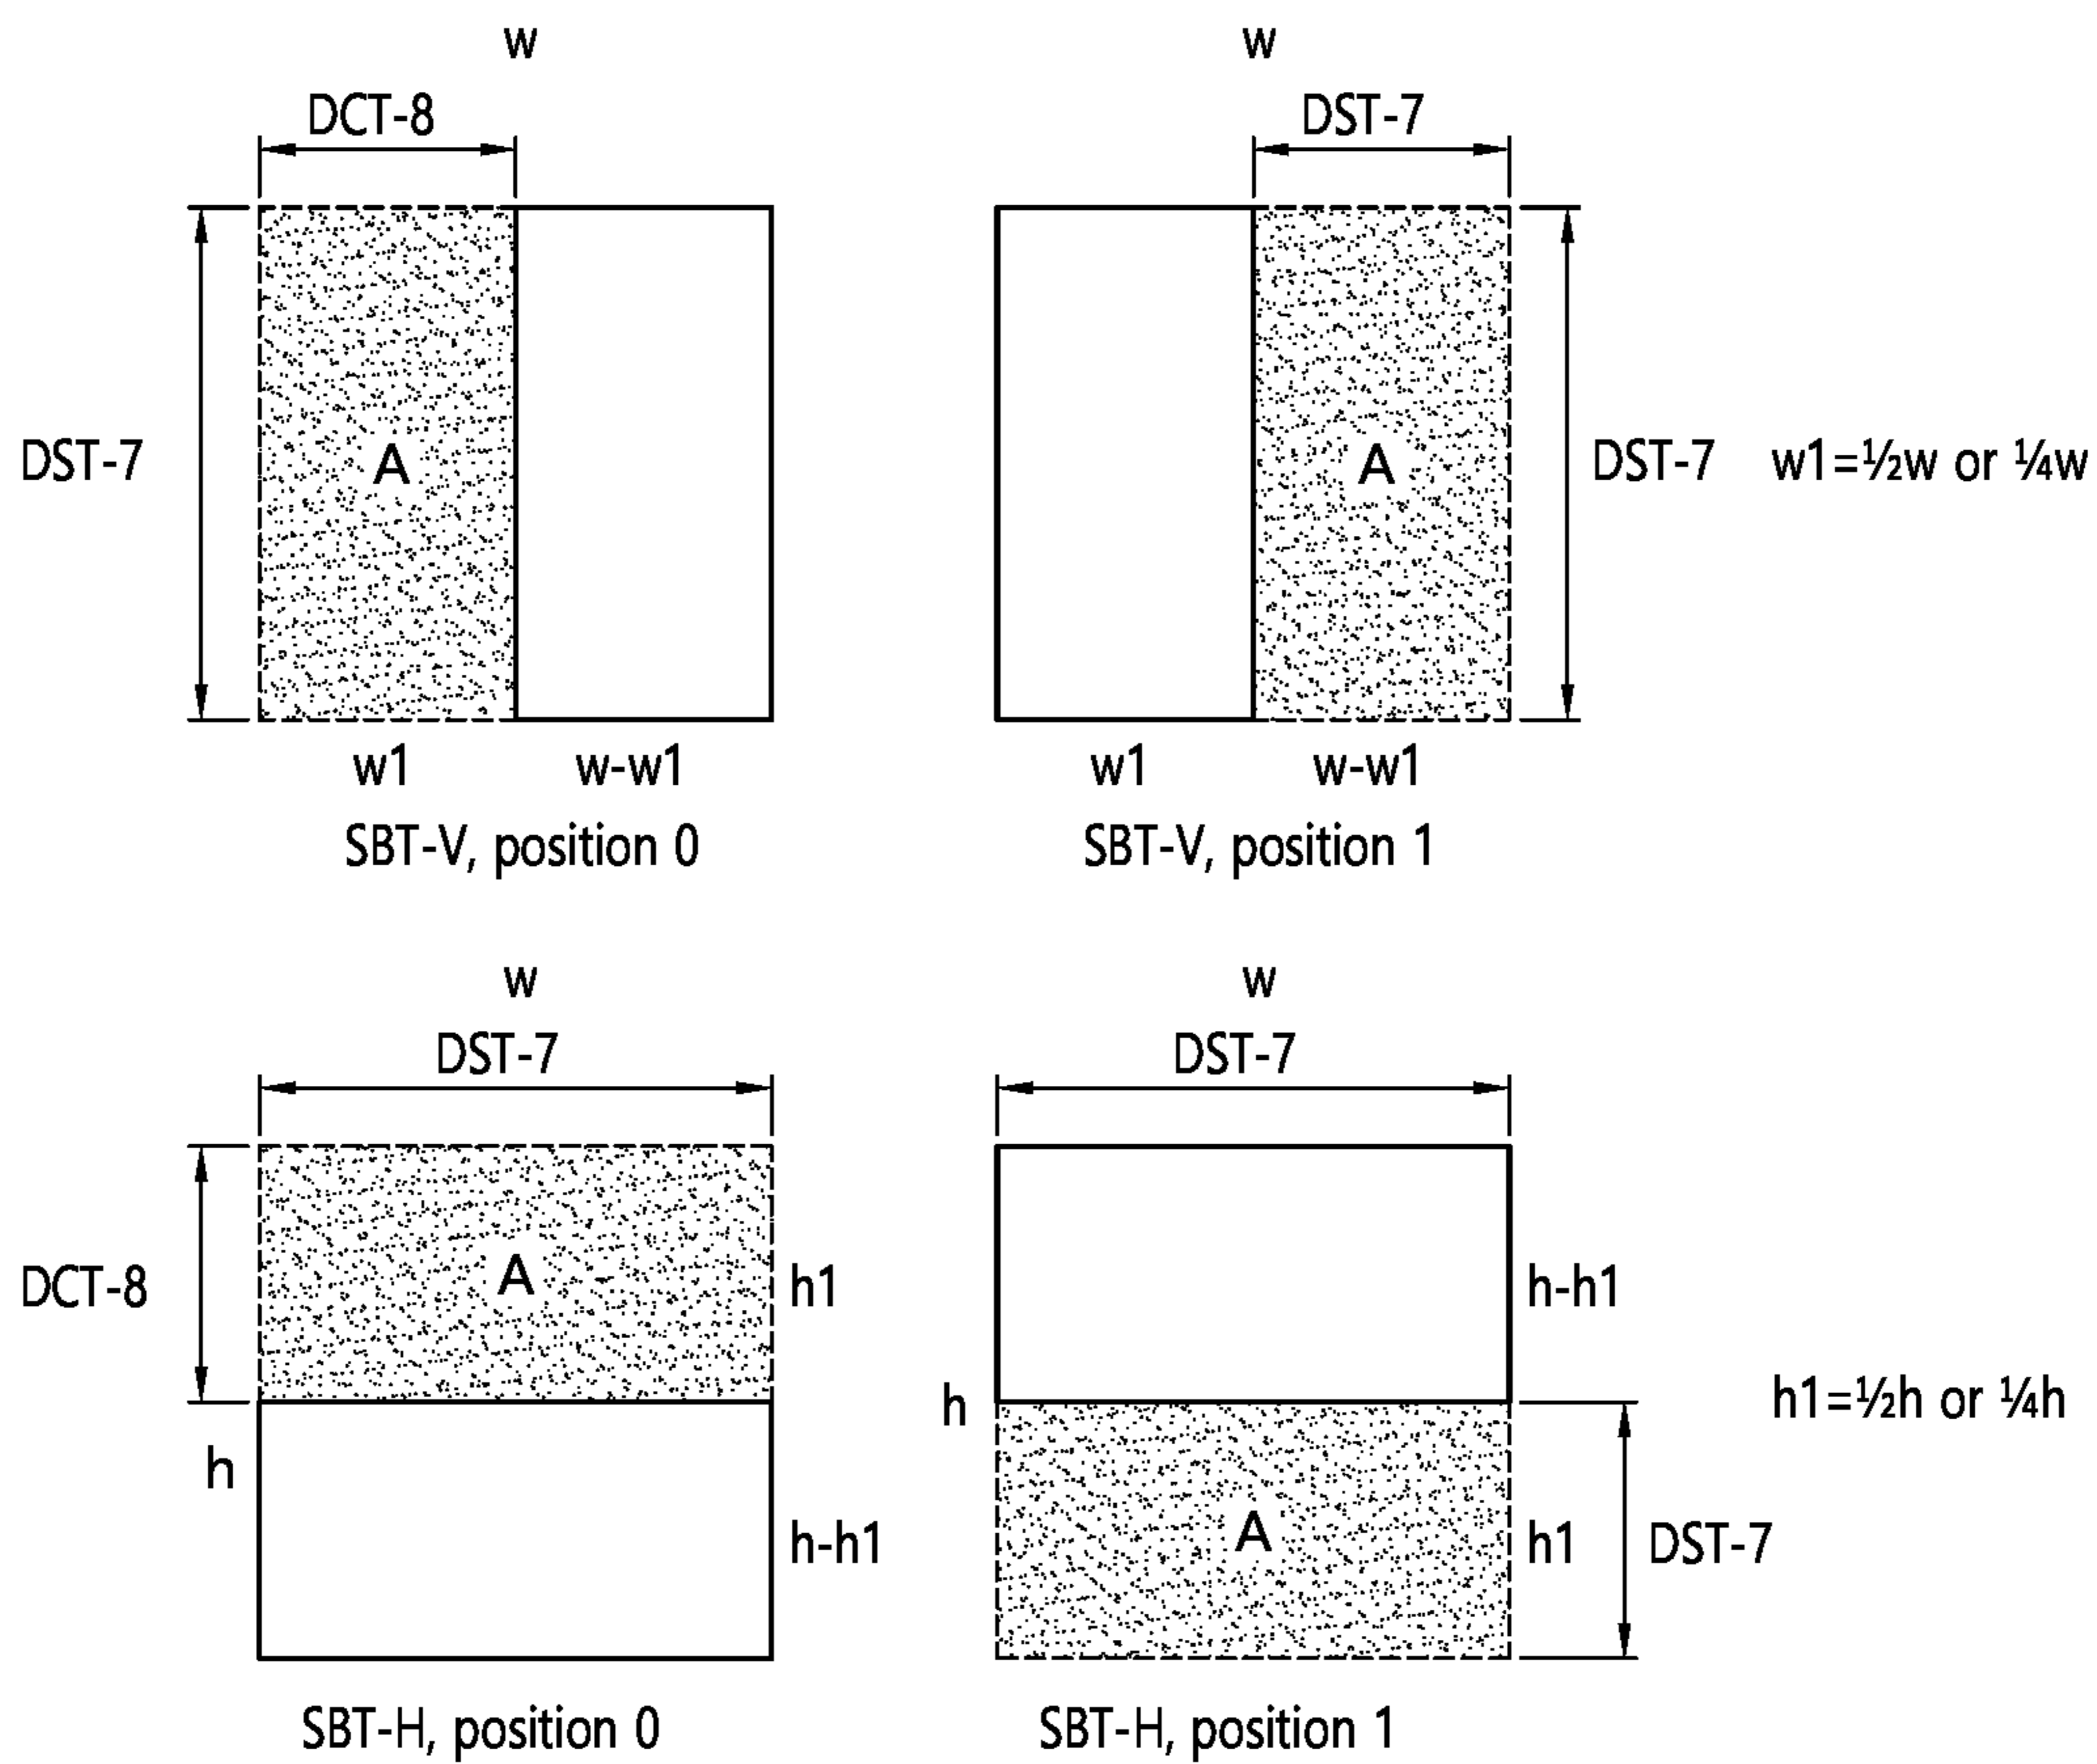 w
w
DCT-8
DST-7
DST-7
A
A
DST-7
w1=½w or ¼w
w1
w-w1
w1
w-w1
SBT-V, position 0
SBT-V, position 1
w
w
DST-7
DST-7
DCT-8
A
h1
h-h1
h
h1=½h or ¼h
h
A
h-h1
h1
DST-7
SBT-H, position 0
SBT-H, position 1